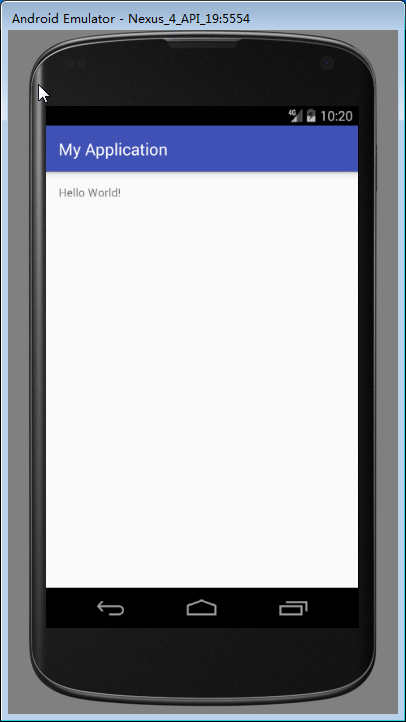 Android Emulator - Nexus_4_API_19:5554
4G 10:20
My Application
Hello World!